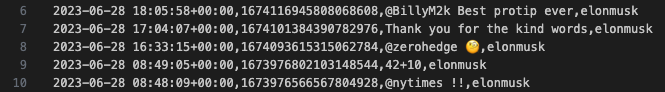 6 2023-06-28 18:05:58+00:00,1674116945808068608,@BillyM2k Best protip ever,elonmusk
7 2023-06-28 17:04:07+00:00,1674101384390782976,Thank you for the kind words,elonmusk
8 2023-06-28 16:33:15+00:00,1674093615315062784,@zerohedge 🧐,elonmusk
9 2023-06-28 08:49:05+00:00,1673976802103148544,42+10,elonmusk
10 2023-06-28 08:48:09+00:00,1673976566567804928,@nytimes !!,elonmusk